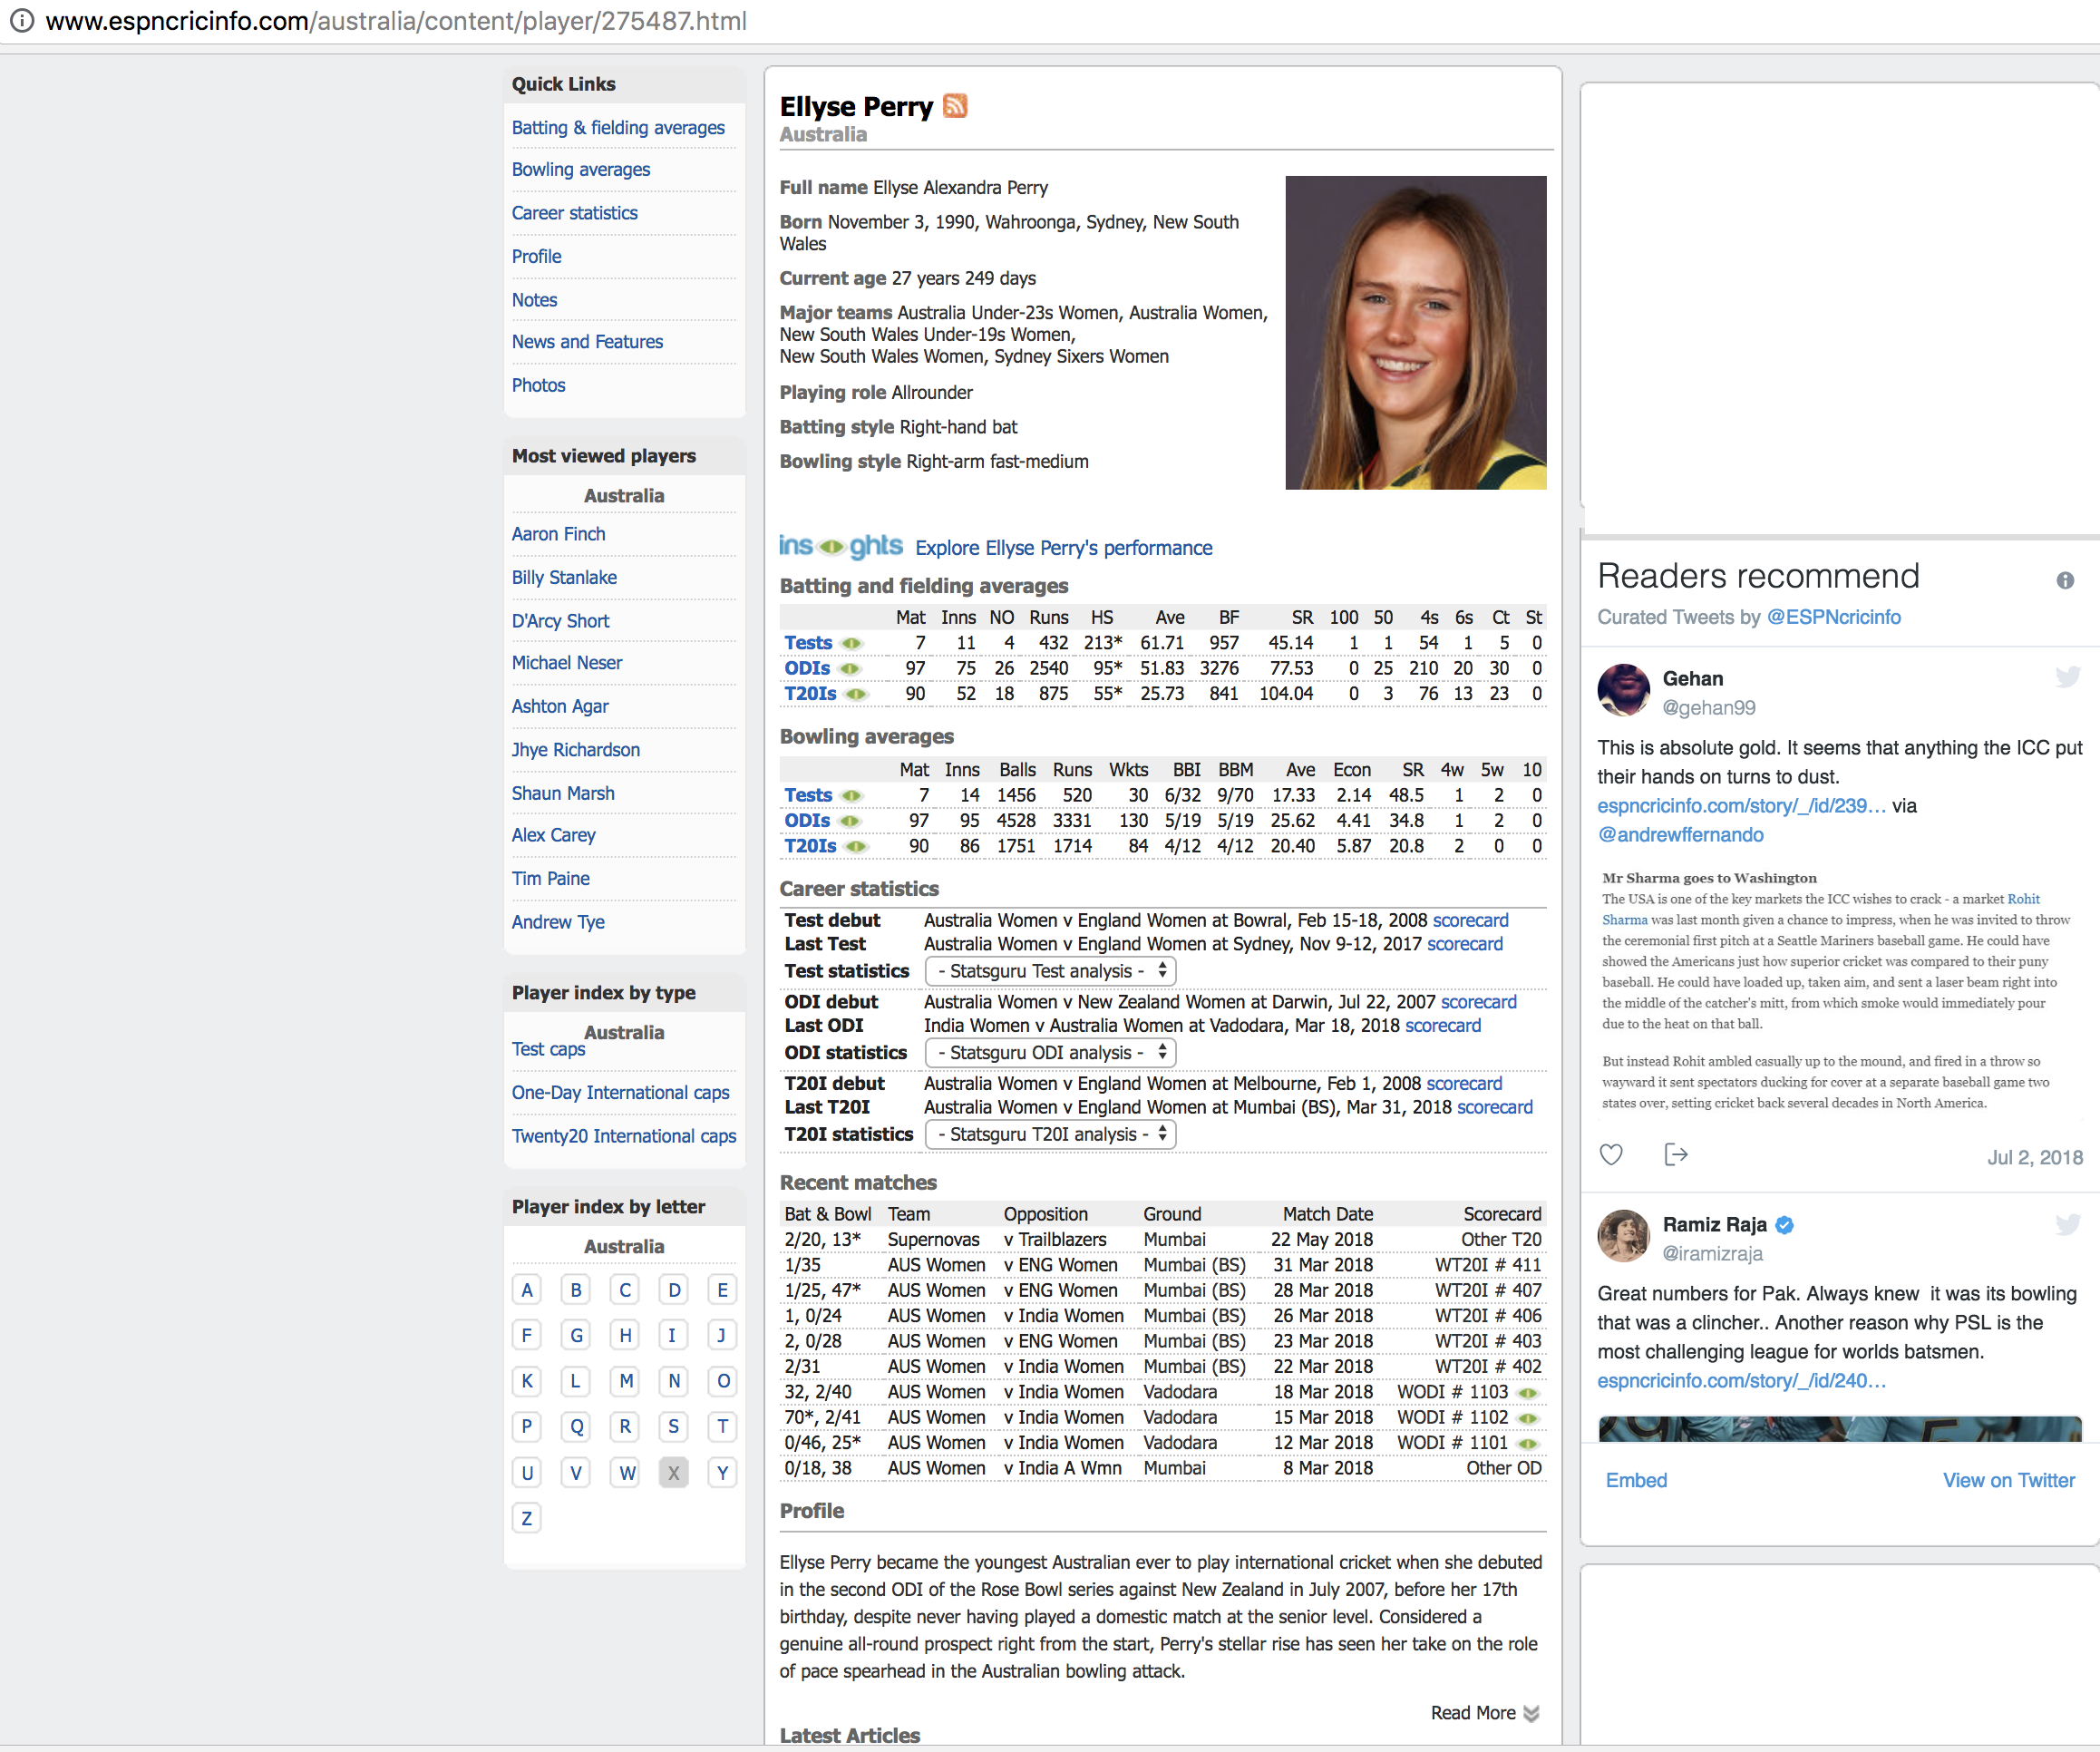 www.espncricinfo.com/australia/content/player/275487.html
Quick Links
Batting & fielding averages
Bowling averages
Career statistics
Profile
Notes
News and Features
Photos
Most viewed players
Australia
Aaron Finch
Billy Stanlake
D'Arcy Short
Michael Neser
Ashton Agar
Jhye Richardson
Shaun Marsh
Alex Carey
Tim Paine
Andrew Tye
Player index by type
Australia
Test caps
One-Day International caps
Twenty20 International caps
Player index by letter
Australia
A B C D E
F G H I J
K L M N O
P Q R S T
U V W X Y
Z
Ellyse Perry
Australia
Full name Ellyse Alexandra Perry
Born November 3, 1990, Wahroonga, Sydney, New South
Wales
Current age 27 years 249 days
Major teams Australia Under-23s Women, Australia Women,
New South Wales Under-19s Women,
New South Wales Women, Sydney Sixers Women
Playing role Allrounder
Batting style Right-hand bat
Bowling style Right-arm fast-medium
ins ghts Explore Ellyse Perry's performance
Batting and fielding averages
Mat Inns NO Runs HS Ave BF SR 100 50 4s 6s Ct St
Tests 7 11 4 432 213* 61.71 957 45.14 1 1 54 1 5 0
ODIs 97 75 26 2540 95* 51.83 3276 77.53 0 25 210 20 30 0
T20Is 90 52 18 875 55* 25.73 841 104.04 0 3 76 13 23 0
Bowling averages
Mat Inns Balls Runs Wkts BBI BBM Ave Econ SR 4w 5w 10
Tests 7 14 1456 520 30 6/32 9/70 17.33 2.14 48.5 1 2 0
ODIs 97 95 4528 3331 130 5/19 5/19 25.62 4.41 34.8 1 2 0
T20Is 90 86 1751 1714 84 4/12 4/12 20.40 5.87 20.8 2 0 0
Career statistics
Test debut Australia Women v England Women at Bowral, Feb 15-18, 2008 scorecard
Last Test Australia Women v England Women at Sydney, Nov 9-12, 2017 scorecard
Test statistics - Statsguru Test analysis -
ODI debut Australia Women v New Zealand Women at Darwin, Jul 22, 2007 scorecard
Last ODI India Women v Australia Women at Vadodara, Mar 18, 2018 scorecard
ODI statistics - Statsguru ODI analysis -
T20I debut Australia Women v England Women at Melbourne, Feb 1, 2008 scorecard
Last T20I Australia Women v England Women at Mumbai (BS), Mar 31, 2018 scorecard
T20I statistics - Statsguru T20I analysis -
Recent matches
Bat & Bowl Team Opposition Ground Match Date Scorecard
2/20, 13* Supernovas v Trailblazers Mumbai 22 May 2018 Other T20
1/35 AUS Women v ENG Women Mumbai (BS) 31 Mar 2018 WT20I # 411
1/25, 47* AUS Women v ENG Women Mumbai (BS) 28 Mar 2018 WT20I # 407
1, 0/24 AUS Women v India Women Mumbai (BS) 26 Mar 2018 WT20I # 406
2, 0/28 AUS Women v ENG Women Mumbai (BS) 23 Mar 2018 WT20I # 403
2/31 AUS Women v India Women Mumbai (BS) 22 Mar 2018 WT20I # 402
32, 2/40 AUS Women v India Women Vadodara 18 Mar 2018 WODI # 1103
70*, 2/41 AUS Women v India Women Vadodara 15 Mar 2018 WODI # 1102
0/46, 25* AUS Women v India Women Vadodara 12 Mar 2018 WODI # 1101
0/18, 38 AUS Women v India A Wmn Mumbai 8 Mar 2018 Other OD
Profile
Ellyse Perry became the youngest Australian ever to play international cricket when she debuted
in the second ODI of the Rose Bowl series against New Zealand in July 2007, before her 17th
birthday, despite never having played a domestic match at the senior level. Considered a
genuine all-round prospect right from the start, Perry's stellar rise has seen her take on the role
of pace spearhead in the Australian bowling attack.
Read More
Latest Articles
Readers recommend
Curated Tweets by @ESPNcricinfo
Gehan
@gehan99
This is absolute gold. It seems that anything the ICC put
their hands on turns to dust.
espncricinfo.com/story/_/id/239… via
@andrewffernando
Mr Sharma goes to Washington
The USA is one of the key markets the ICC wishes to crack - a market Rohit
Sharma was last month given a chance to impress, when he was invited to throw
the ceremonial first pitch at a Seattle Mariners baseball game. He could have
showed the Americans just how superior cricket was compared to their puny
baseball. He could have loaded up, taken aim, and sent a laser beam right into
the middle of the catcher's mitt, from which smoke would immediately pour
due to the heat on that ball.
But instead Rohit ambled casually up to the mound, and fired in a throw so
wayward it sent spectators ducking for cover at a separate baseball game two
states over, setting cricket back several decades in North America.
Jul 2, 2018
Ramiz Raja
@iramizraja
Great numbers for Pak. Always knew it was its bowling
that was a clincher.. Another reason why PSL is the
most challenging league for worlds batsmen.
espncricinfo.com/story/_/id/240…
Embed View on Twitter